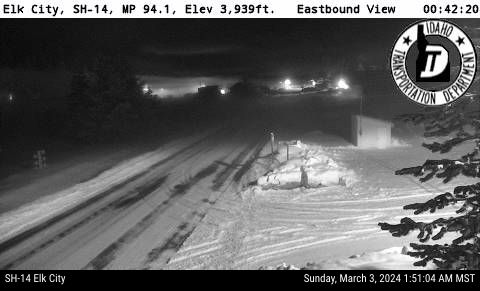 Elk City, SH-14, MP 94.1, Elev 3,939ft. Eastbound View 00:42:20
IDAHO
TRANSPORTATION DEPARTMENT
SH-14 Elk City Sunday, March 3, 2024 1:51:04 AM MST